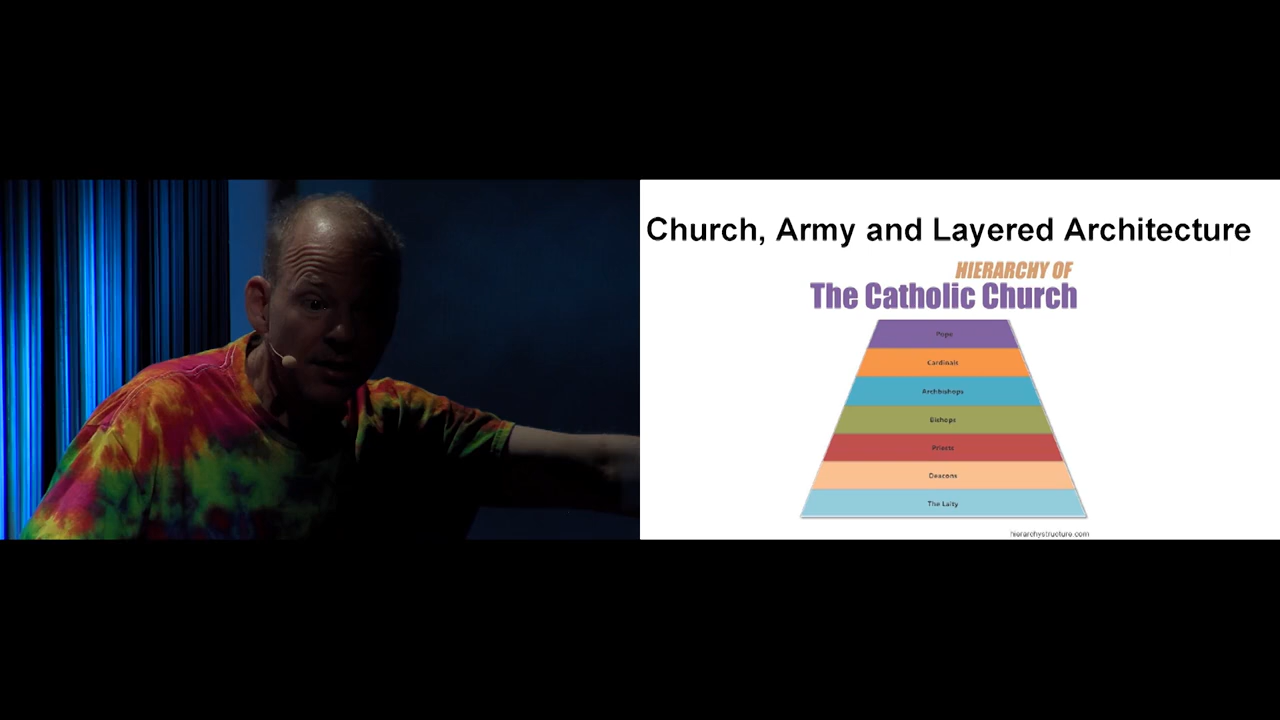 Church, Army and Layered Architecture
HIERARCHY OF
The Catholic Church
Pope
Cardinals
Archbishops
Bishops
Priests
Deacons
The Laity
hierarchystructure.com